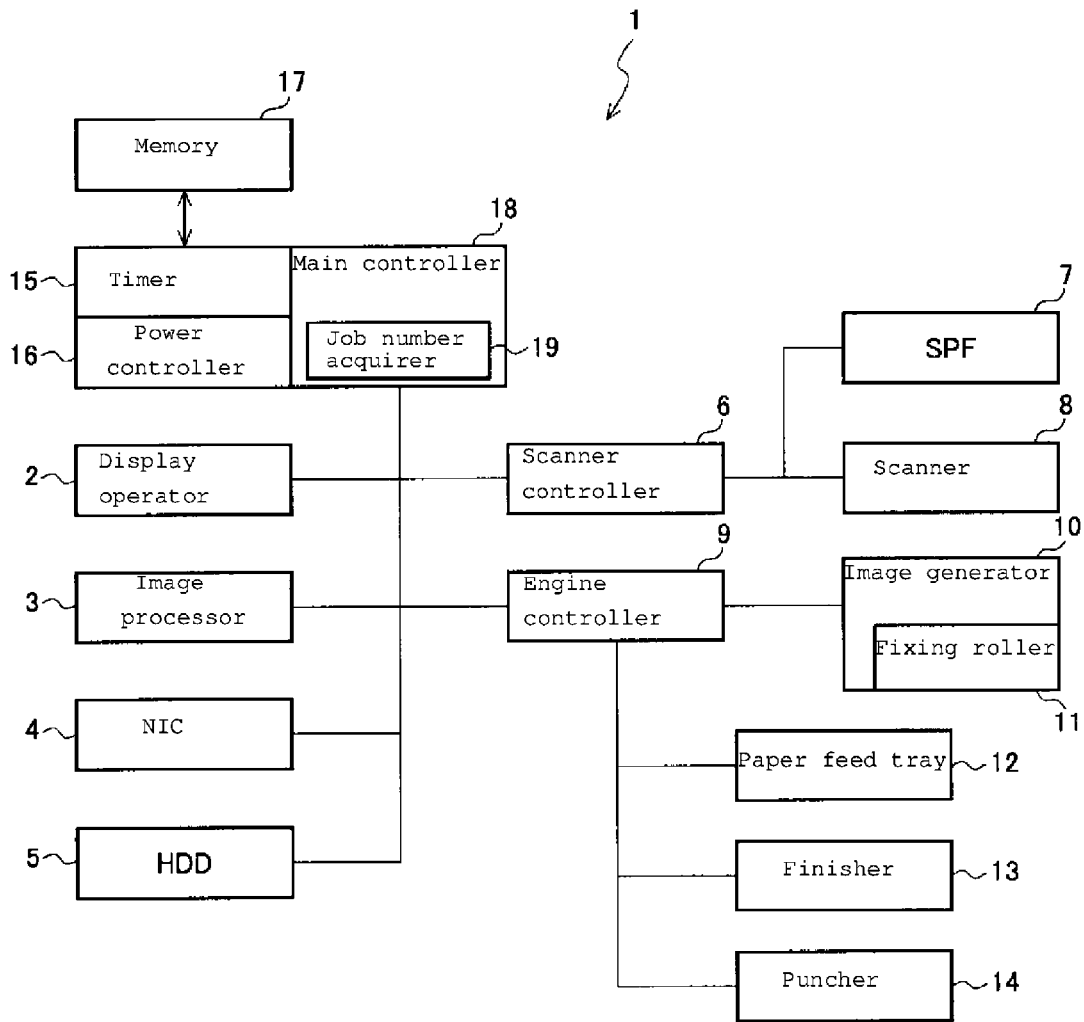 1
17
Memory
18
15
Timer
Main controller
7
16
Power
controller
Job number
acquirer
19
SPF
6
8
2
Display
operator
Scanner
controller
Scanner
9
10
3
Image
processor
Engine
controller
Image generator
Fixing roller
11
4
NIC
Paper feed tray
12
5
HDD
Finisher
13
Puncher
14